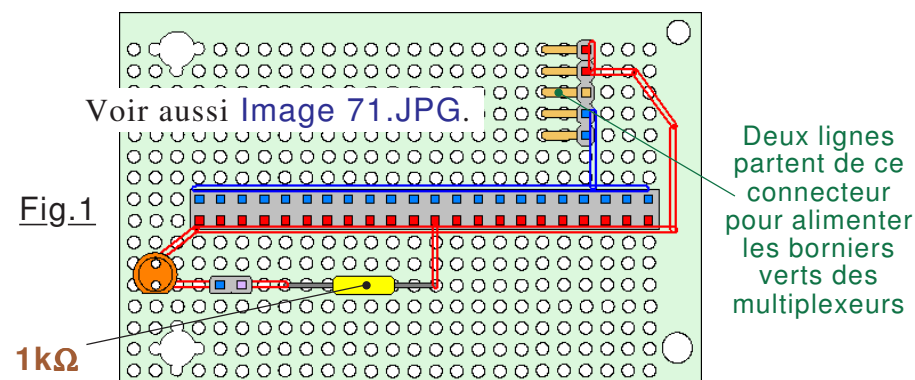 Voir aussi Image 71.JPG.
Fig.1
Deux lignes
partent de ce
connecteur
pour alimenter
les borniers
verts des
multiplexeurs
1kΩ